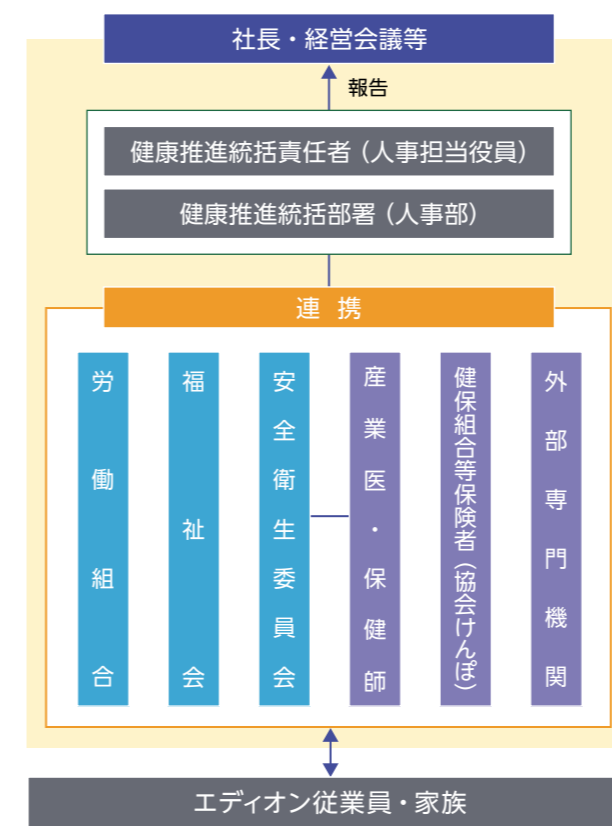 社長・経営会議等
報告
健康推進統括責任者（人事担当役員）
健康推進統括部署（人事部）
連携
労働組合
福祉会
安全衛生委員会
産業医・保健師
健保組合等保険者（協会けんぽ）
外部専門機関
エディオン従業員・家族